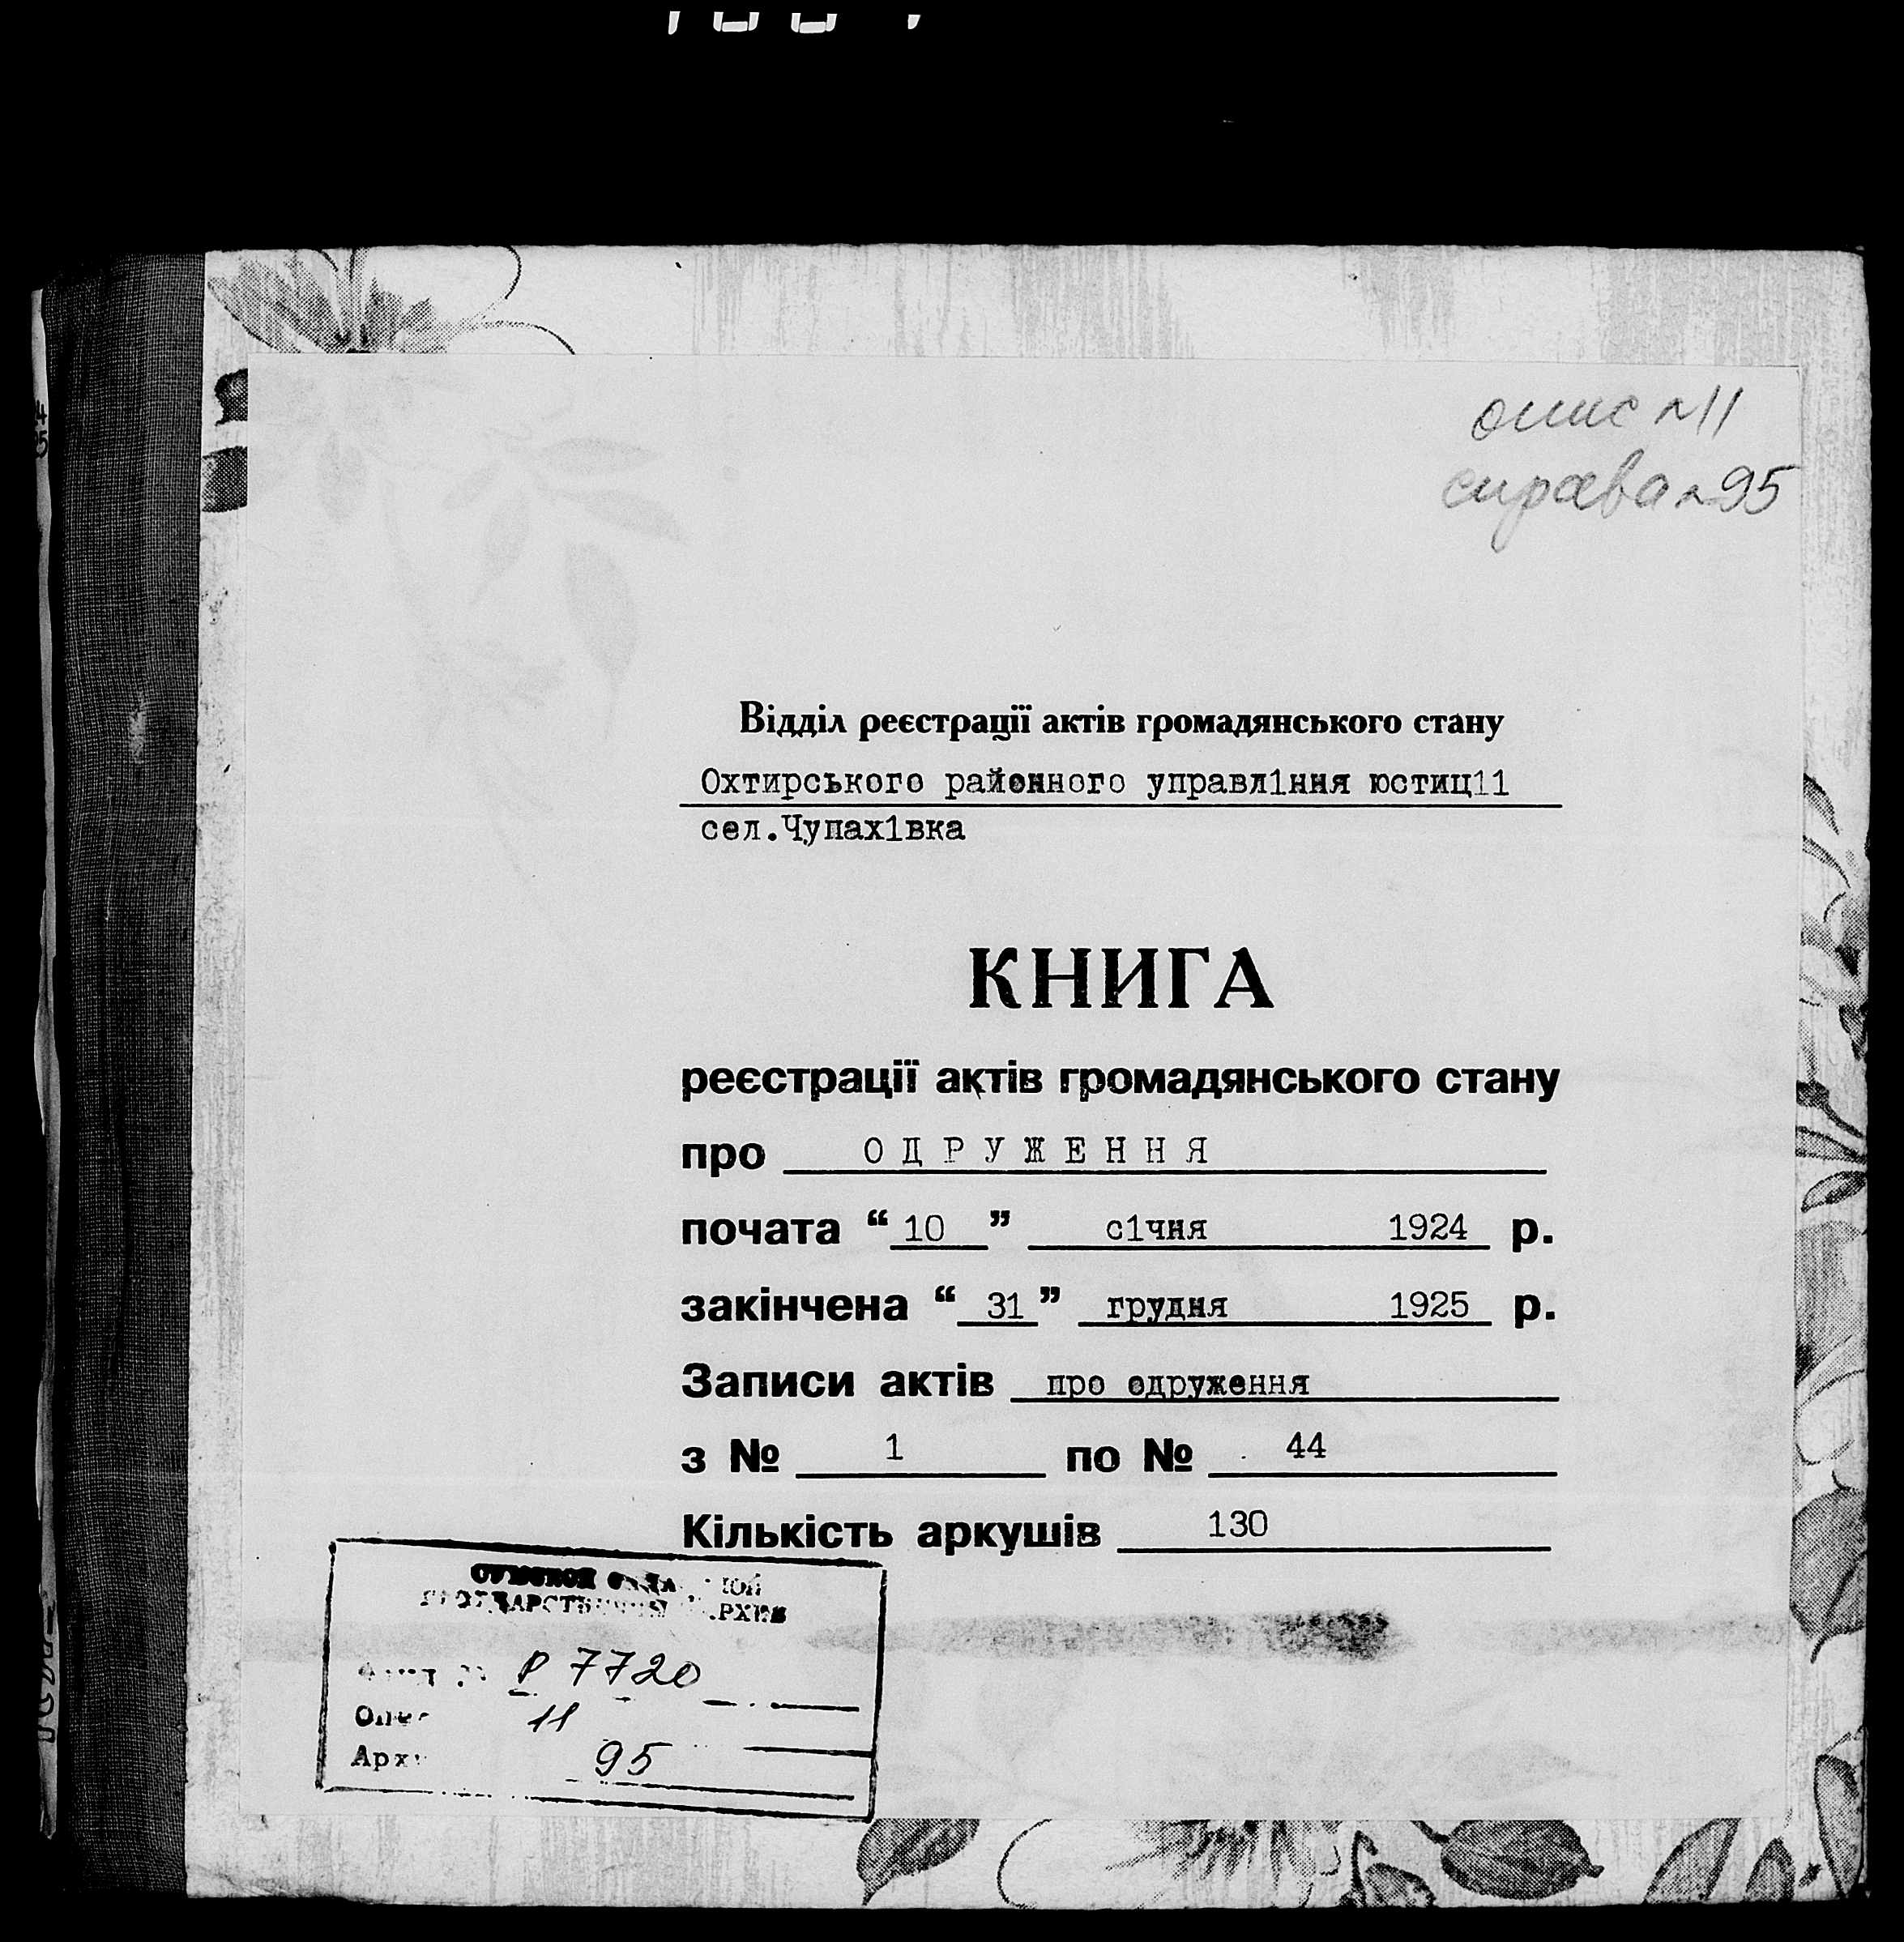 опис №11
справа №95
Відділ реєстрації актів громадянського стану
Охтирського районного управл1ння юстиц11
сел.Чупах1вка
КНИГА
реєстрації актів громадянського стану
про ОДРУЖЕННЯ
почата “ 10 ” с1чня 1924 р.
закінчена “ 31 ” грудня 1925 р.
Записи актів про одруження
з № 1 по № 44
Кількість аркушів 130
Р 7720
11
95